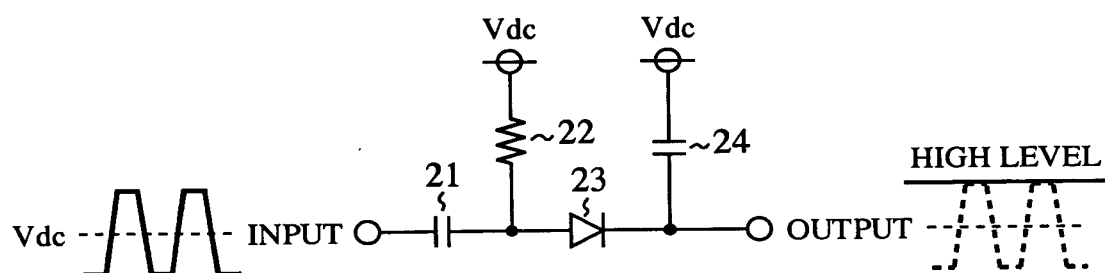 Vdc
Vdc
~22
~24
21
23
HIGH LEVEL
Vdc
INPUT
OUTPUT